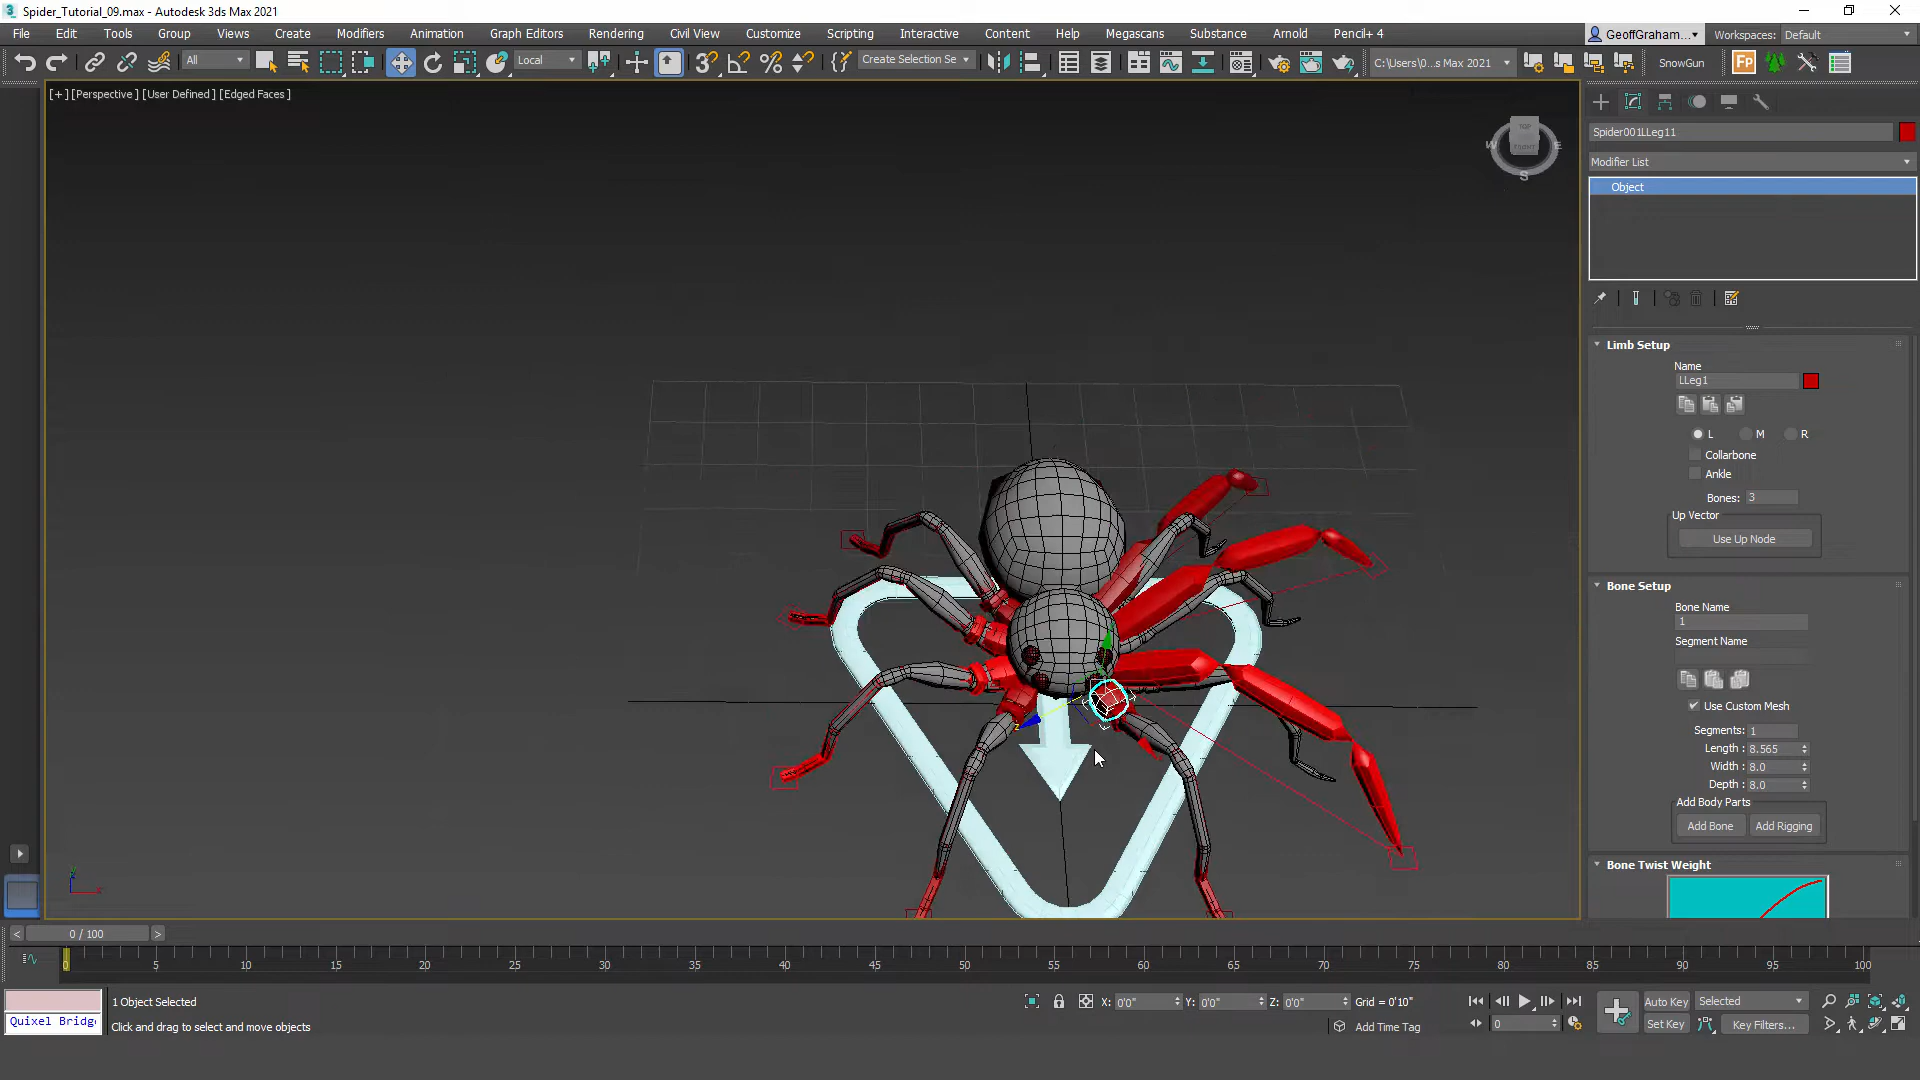 Spider_Tutorial_09.max - Autodesk 3ds Max 2021
File Edit Tools Group Views Create Modifiers Animation Graph Editors Rendering Civil View Customize Scripting Interactive Content Help Megascans Substance Arnold Pencil+ 4
GeoffGraham... Workspaces: Default
All Local Create Selection Se C:\Users\0...s Max 2021 SnowGun
[+] [Perspective] [User Defined] [Edged Faces]
TOP
FRONT
W E
S
Spider001LLeg11
Modifier List
Object
Limb Setup
Name
LLeg1
L M R
Collarbone
Ankle
Bones: 3
Up Vector
Use Up Node
Bone Setup
Bone Name
1
Segment Name
Use Custom Mesh
Segments: 1
Length : 8.565
Width : 8.0
Depth : 8.0
Add Body Parts
Add Bone Add Rigging
Bone Twist Weight
< 0 / 100 >
0 5 10 15 20 25 30 35 40 45 50 55 60 65 70 75 80 85 90 95 100
1 Object Selected
X: 0'0" Y: 0'0" Z: 0'0" Grid = 0'10"
Auto Key Selected
Quixel Bridg
Click and drag to select and move objects
Add Time Tag
0
Set Key Key Filters...